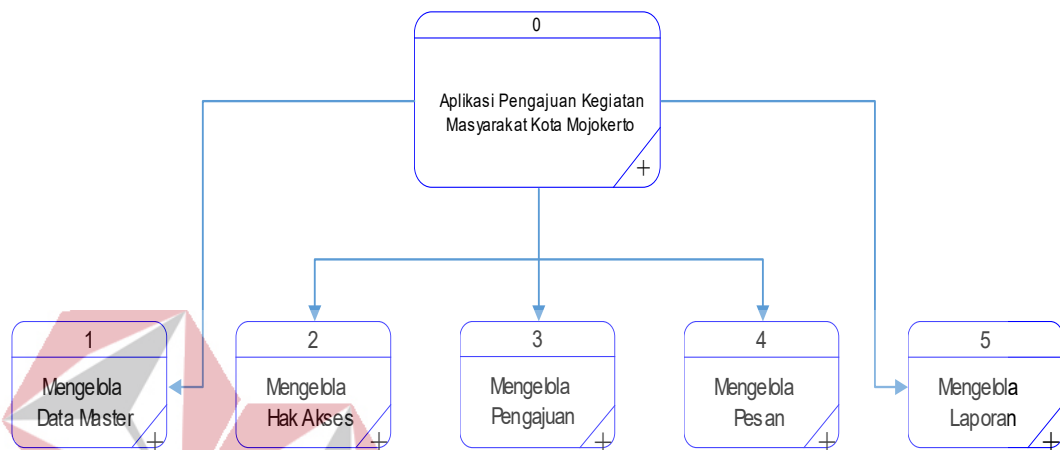 0
Aplikasi Pengajuan Kegiatan
Masyarakat Kota Mojokerto
+
1
Mengelola
Data Master
+
2
Mengelola
Hak Akses
+
3
Mengelola
Pengajuan
+
4
Mengelola
Pesan
+
5
Mengelola
Laporan
+